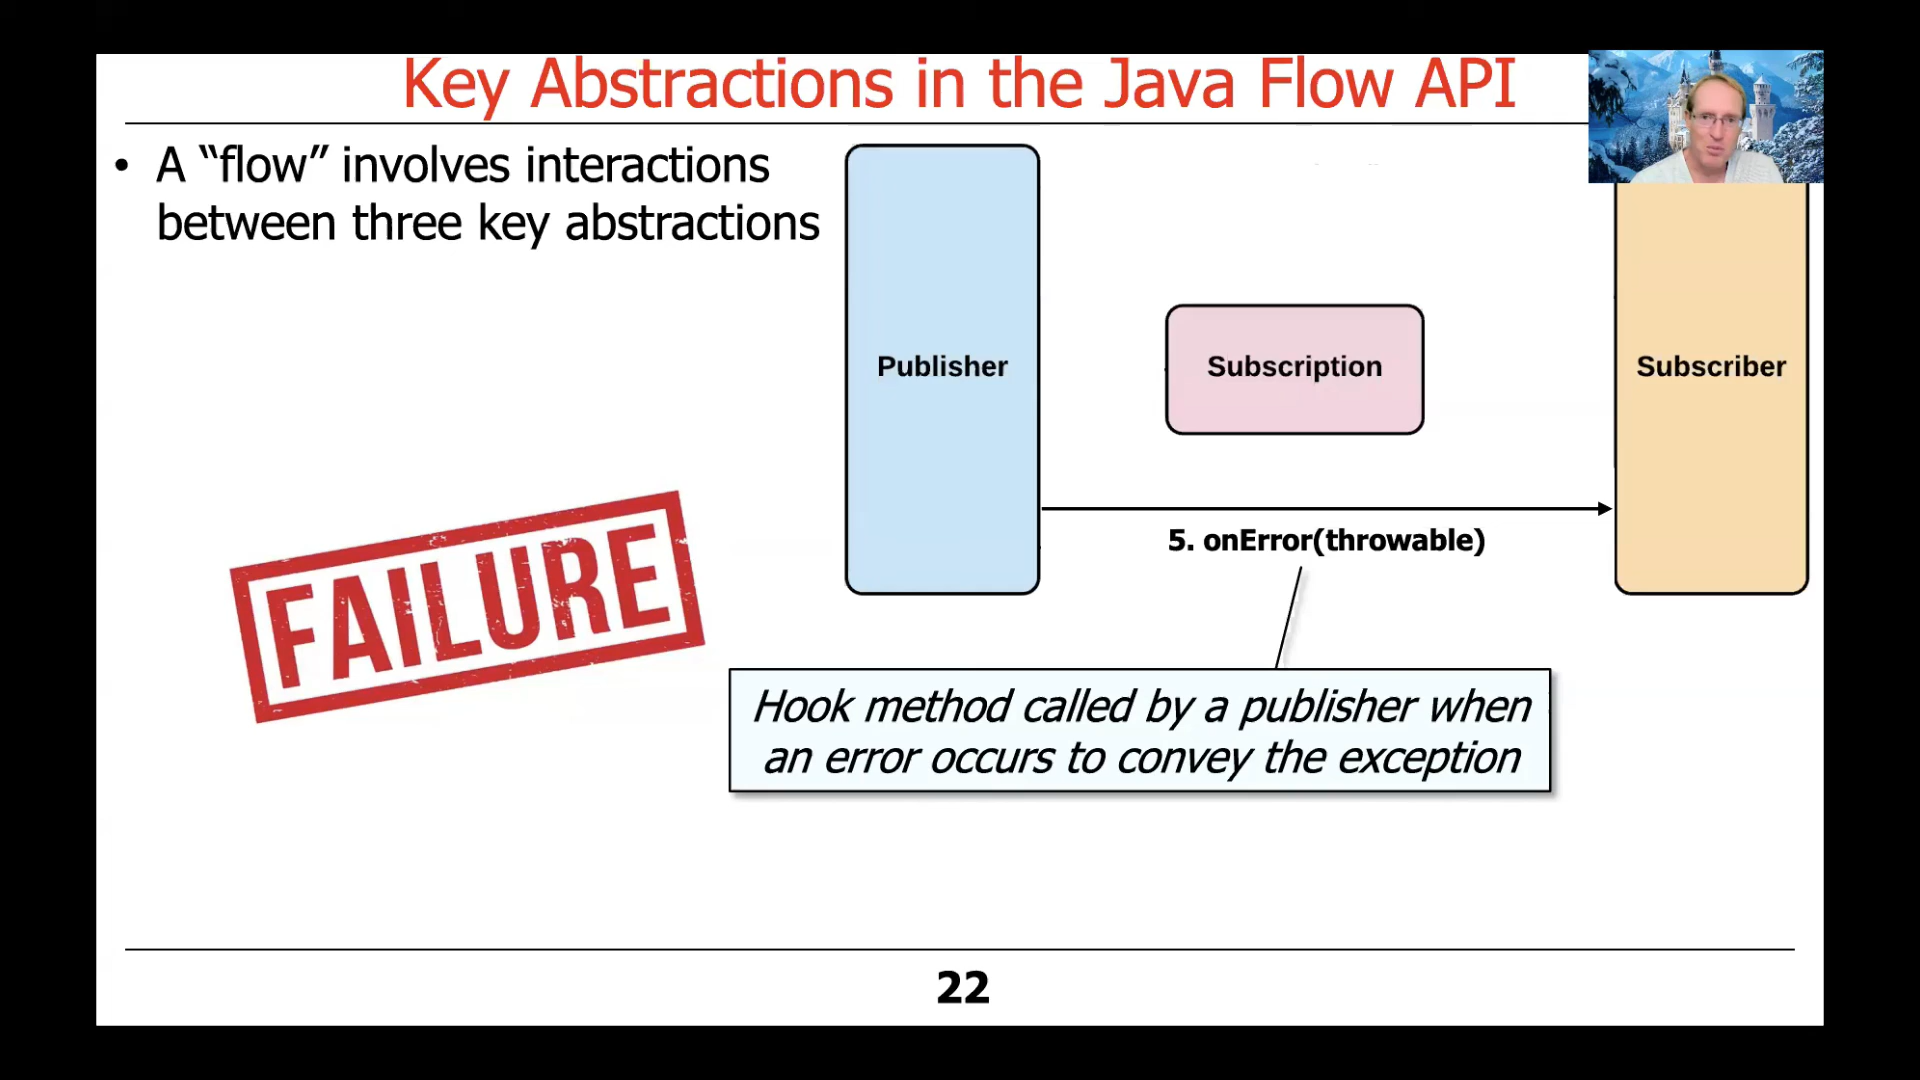 Key Abstractions in the Java Flow API
• A “flow” involves interactions
between three key abstractions
Publisher
Subscription
Subscriber
5. onError(throwable)
FAILURE
Hook method called by a publisher when
an error occurs to convey the exception
22